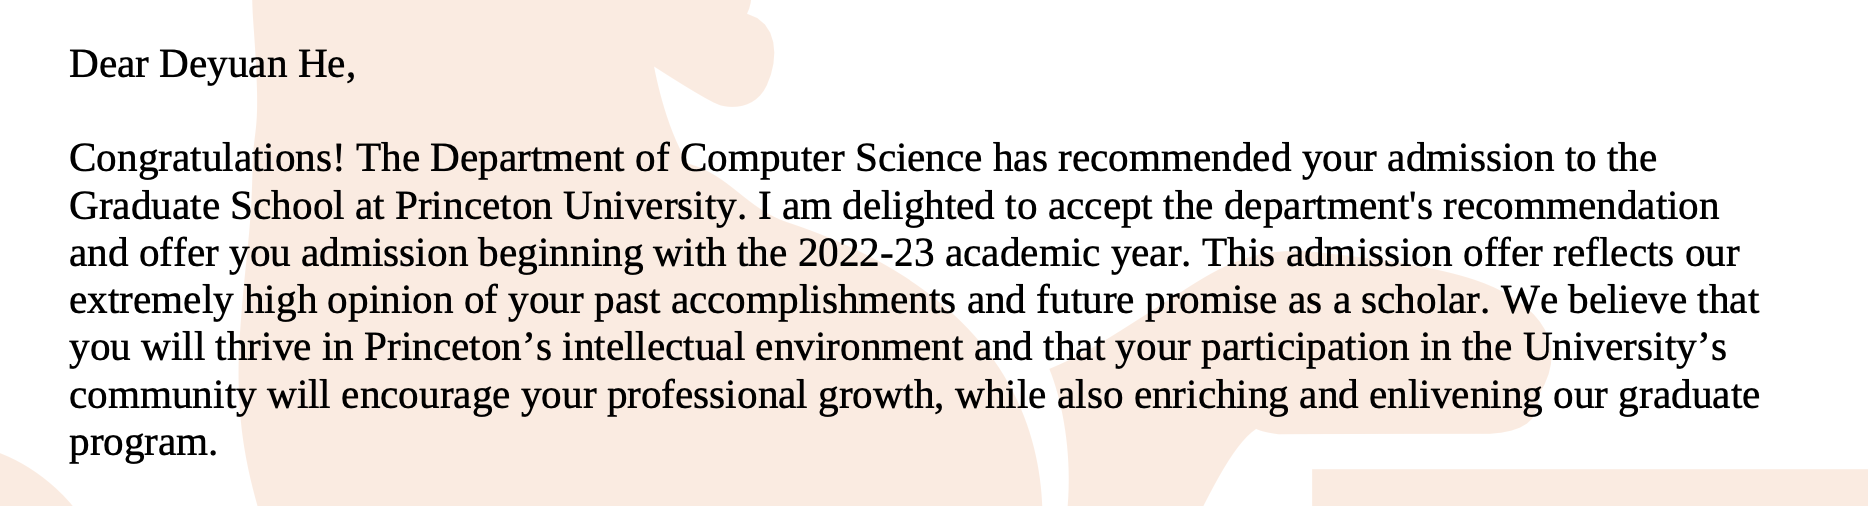 Dear Deyuan He,
Congratulations! The Department of Computer Science has recommended your admission to the
Graduate School at Princeton University. I am delighted to accept the department's recommendation
and offer you admission beginning with the 2022-23 academic year. This admission offer reflects our
extremely high opinion of your past accomplishments and future promise as a scholar. We believe that
you will thrive in Princeton’s intellectual environment and that your participation in the University’s
community will encourage your professional growth, while also enriching and enlivening our graduate
program.